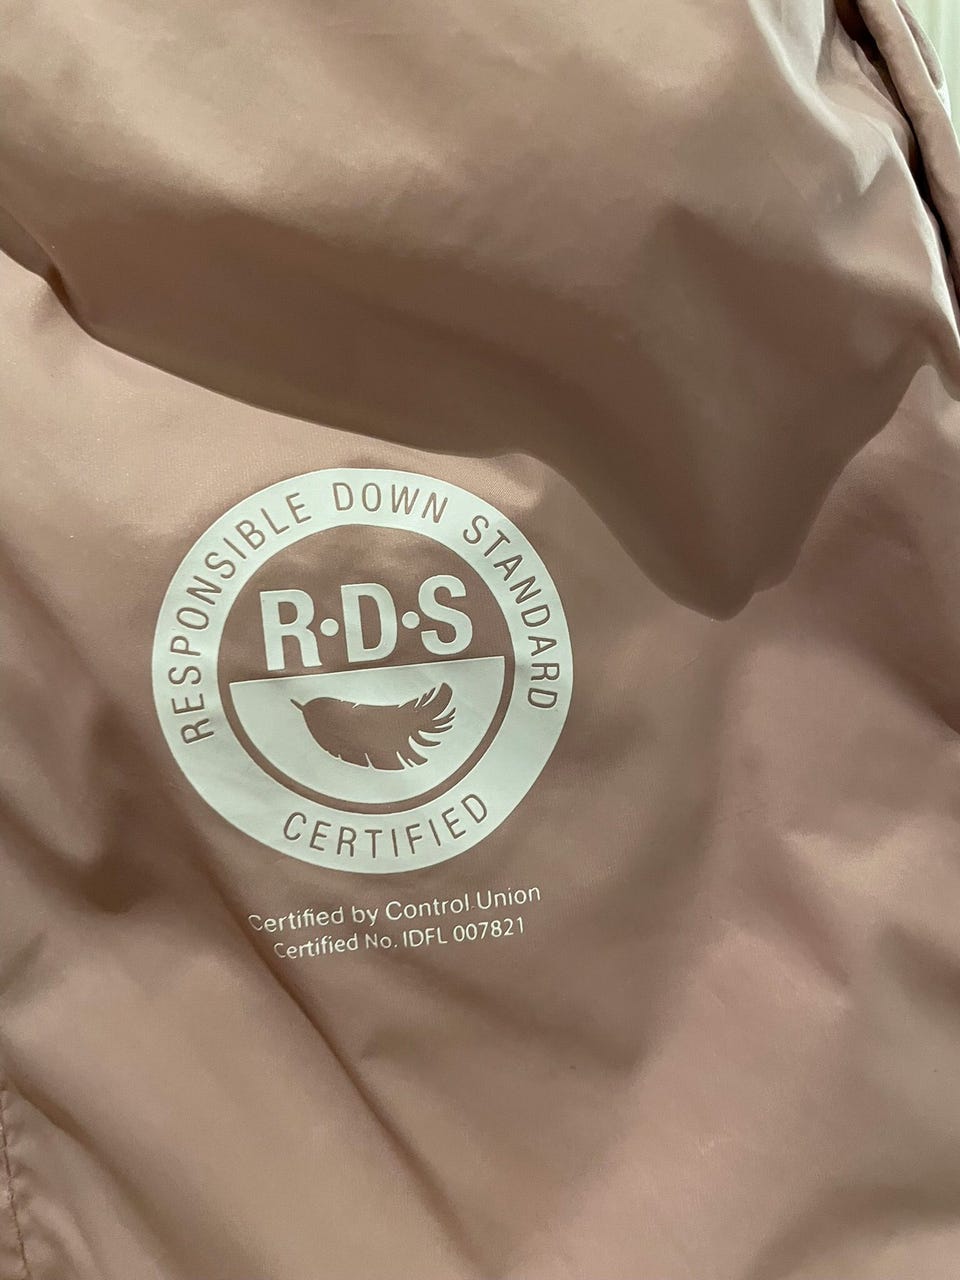 RESPONSIBLE DOWN STANDARD
R•D•S
CERTIFIED
Certified by Control Union
Certified No. IDFL 007821